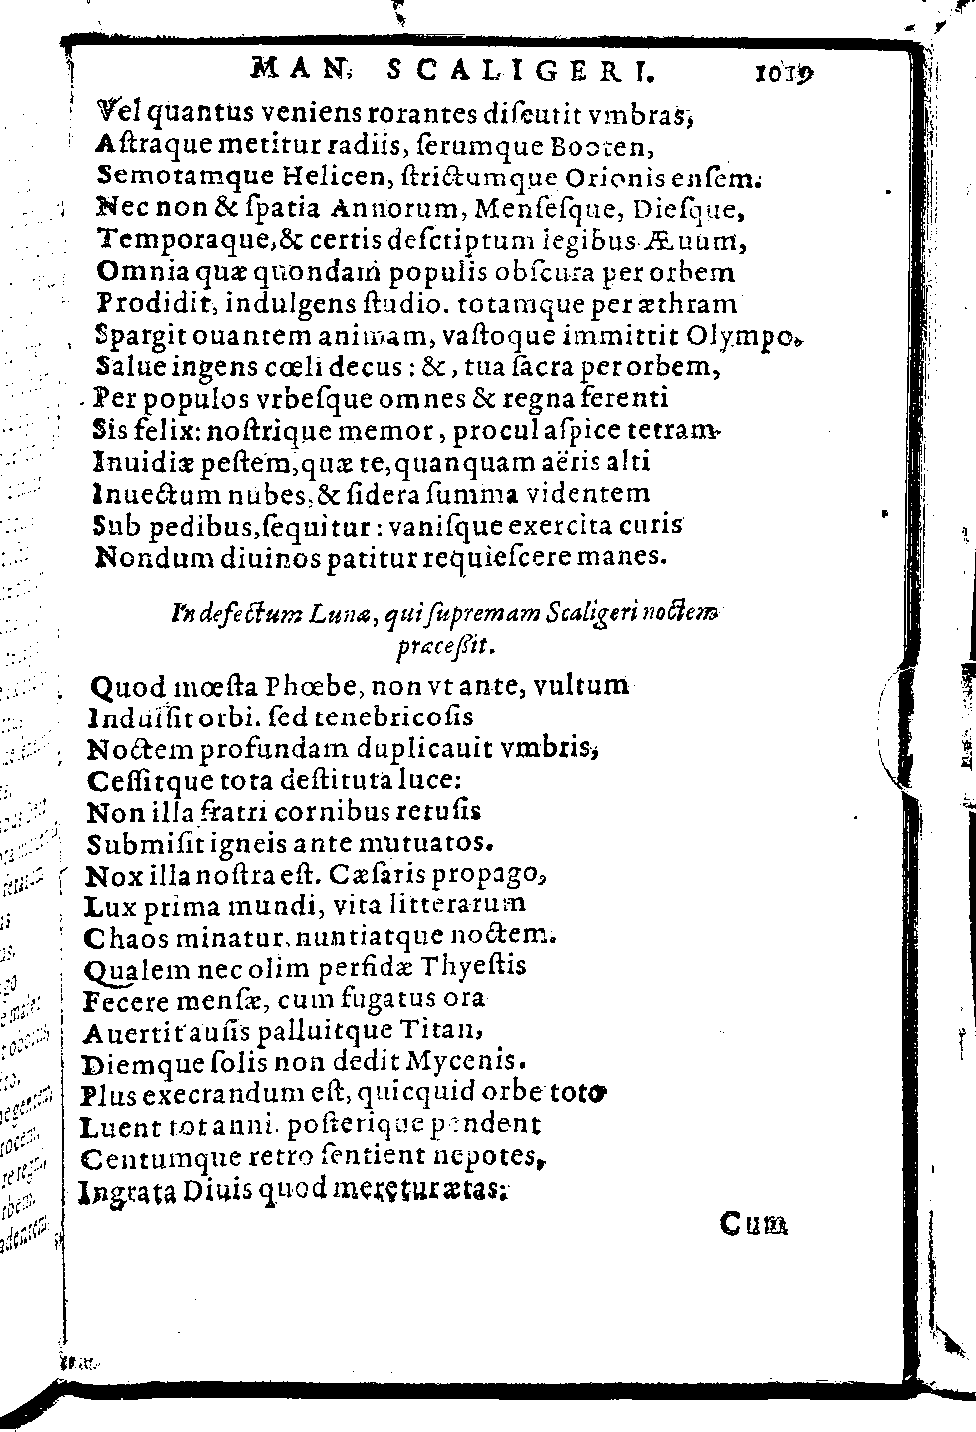 MAN. SCALIGERI. 1019
Vel quantus veniens rorantes diſcutit vmbras,
Aſtraque metitur radiis, ſerumque Booten,
Semotamque Helicen, ſtrictumque Orionis enſem.
Nec non & ſpatia Annorum, Menſeſque, Dieſque,
Temporaque, & certis deſctiptum legibus Æuum,
Omnia quæ quondam populis obſcura per orbem
Prodidit, indulgens ſtudio. totamque per æthram
Spargit ouantem animam, vaſtoque immittit Olympo.
Salue ingens cœli decus: &, tua ſacra per orbem,
Per populos vrbeſque omnes & regna ferenti
Sis felix: noſtrique memor, procul aſpice tetram
Inuidiæ peſtem, quæ te, quanquam aëris alti
Inuectum nubes, & ſidera ſumma videntem
Sub pedibus, ſequitur: vaniſque exercita curis
Nondum diuinos patitur requieſcere manes.
In defectum Lunæ, qui ſupremam Scaligeri noctem
præceßit.
Quod mœſta Phœbe, non vt ante, vultum
Induiſit orbi. ſed tenebricoſis
Noctem profundam duplicauit vmbris,
Ceſſitque tota deſtituta luce:
Non illa fratri cornibus retuſis
Submiſit igneis ante mutuatos.
Nox illa noſtra eſt. Cæſaris propago,
Lux prima mundi, vita litterarum
Chaos minatur, nuntiatque noctem.
Qualem nec olim perfidæ Thyeſtis
Fecere menſæ, cum fugatus ora
Auertit auſis palluitque Titan,
Diemque ſolis non dedit Mycenis.
Plus execrandum eſt, quicquid orbe toto
Luent tot anni. poſterique pendent
Centumque retro ſentient nepotes,
Ingrata Diuis quod meretur ætas:
Cum